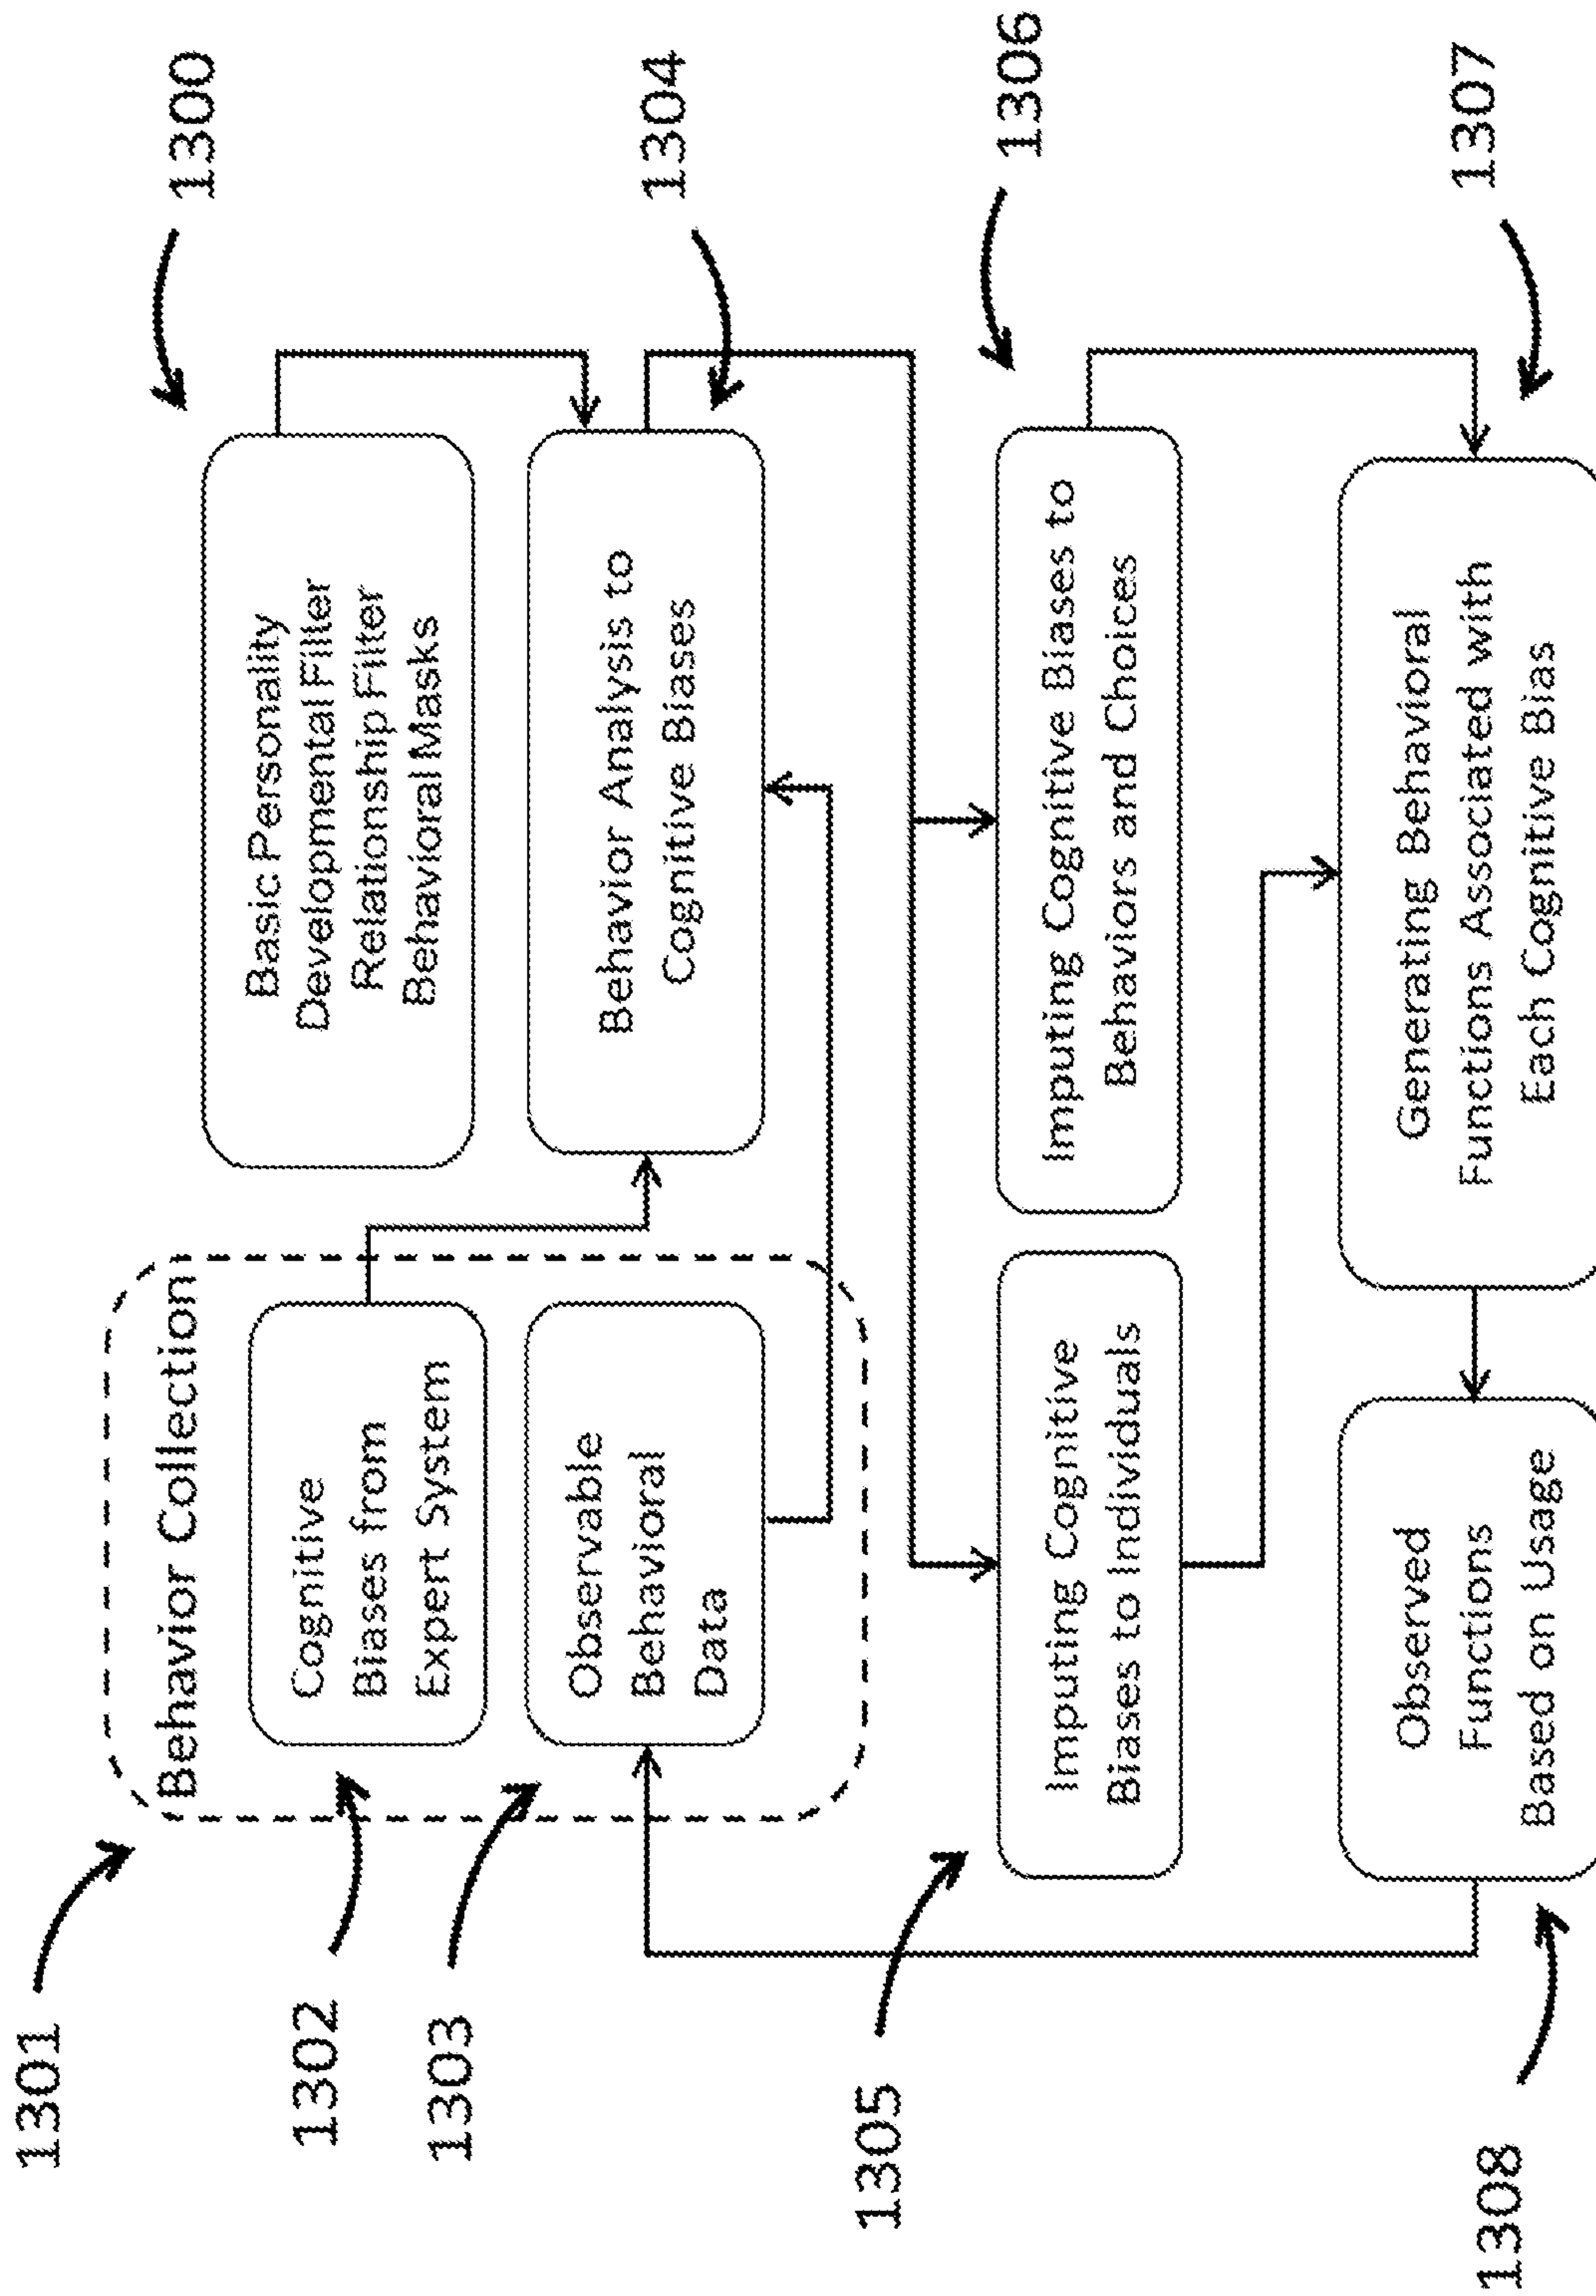 1301
Behavior Collection
1302
Cognitive
Biases from
Expert System
1303
Observable
Behavioral
Data
1300
Basic Personality
Developmental Filter
Relationship Filter
Behavioral Masks
1304
Behavior Analysis to
Cognitive Biases
1305
Imputing Cognitive
Biases to Individuals
1306
Imputing Cognitive Biases to
Behaviors and Choices
1308
Observed
Functions
Based on Usage
1307
Generating Behavioral
Functions Associated with
Each Cognitive Bias